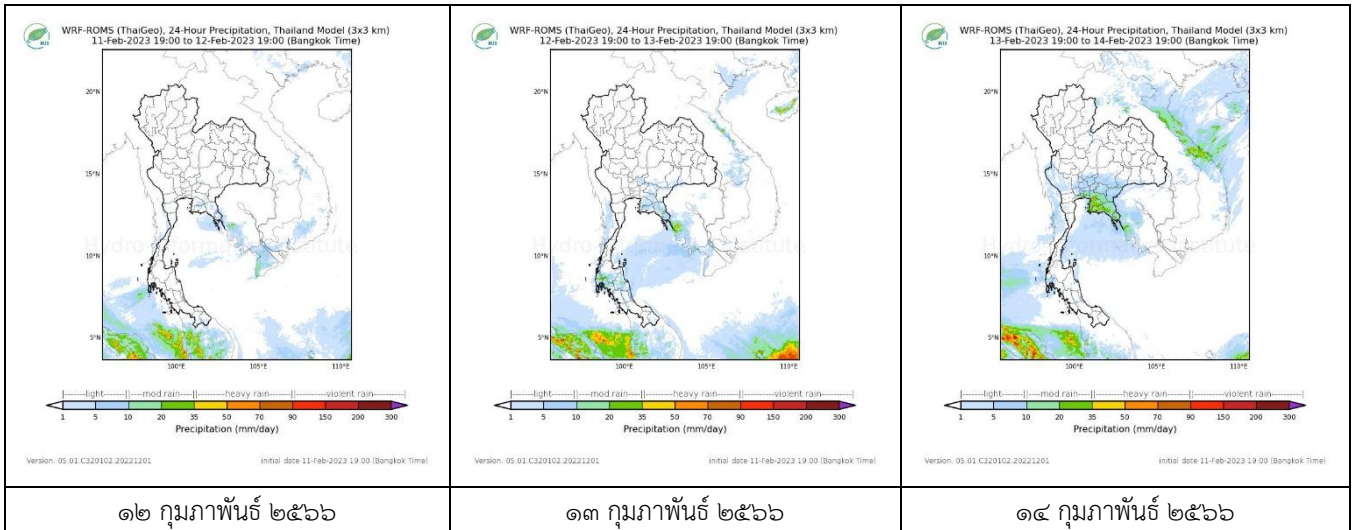 WRF-ROMS (ThaiGeo), 24-Hour Precipitation, Thailand Model (3x3 km)
11-Feb-2023 19:00 to 12-Feb-2023 19:00 (Bangkok Time)
HII
20°N
15°N
10°N
5°N
100°E 105°E 110°E
Hydro Informatics Institute
|-------light-------||---mod rain---||-------heavy rain-------||-------violent rain-------|
1 5 10 20 35 50 70 90 150 200 300
Precipitation (mm/day)
Version: 05.01.C320102.20221201 initial date 11-Feb-2023 19:00 (Bangkok Time)
๑๒ กุมภาพันธ์ ๒๕๖๖
WRF-ROMS (ThaiGeo), 24-Hour Precipitation, Thailand Model (3x3 km)
12-Feb-2023 19:00 to 13-Feb-2023 19:00 (Bangkok Time)
HII
20°N
15°N
10°N
5°N
100°E 105°E 110°E
Hydro Informatics Institute
|-------light-------||---mod rain---||-------heavy rain-------||-------violent rain-------|
1 5 10 20 35 50 70 90 150 200 300
Precipitation (mm/day)
Version: 05.01.C320102.20221201 initial date 11-Feb-2023 19:00 (Bangkok Time)
๑๓ กุมภาพันธ์ ๒๕๖๖
WRF-ROMS (ThaiGeo), 24-Hour Precipitation, Thailand Model (3x3 km)
13-Feb-2023 19:00 to 14-Feb-2023 19:00 (Bangkok Time)
HII
20°N
15°N
10°N
5°N
100°E 105°E 110°E
Hydro Informatics Institute
|-------light-------||---mod rain---||-------heavy rain-------||-------violent rain-------|
1 5 10 20 35 50 70 90 150 200 300
Precipitation (mm/day)
Version: 05.01.C320102.20221201 initial date 11-Feb-2023 19:00 (Bangkok Time)
๑๔ กุมภาพันธ์ ๒๕๖๖